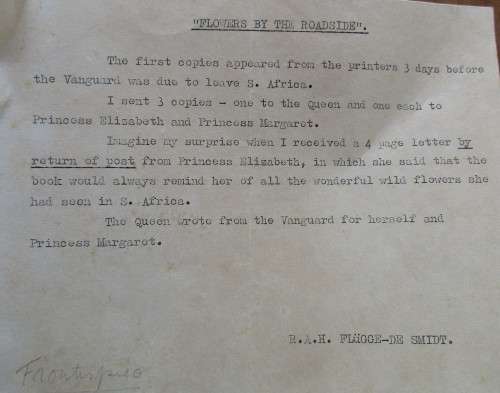 "FLOWERS BY THE ROADSIDE".
The first copies appeared from the printers 3 days before
the Vanguard was due to leave S. Africa.
I sent 3 copies - one to the Queen and one each to
Princess Elizabeth and Princess Margaret.
Imagine my surprise when I received a 4 page letter by
return of post from Princess Elizabeth, in which she said that the
book would always remind her of all the wonderful wild flowers she
had seen in S. Africa.
The Queen wrote from the Vanguard for herself and
Princess Margaret.
R.A.H. FLÜGGE-DE SMIDT.